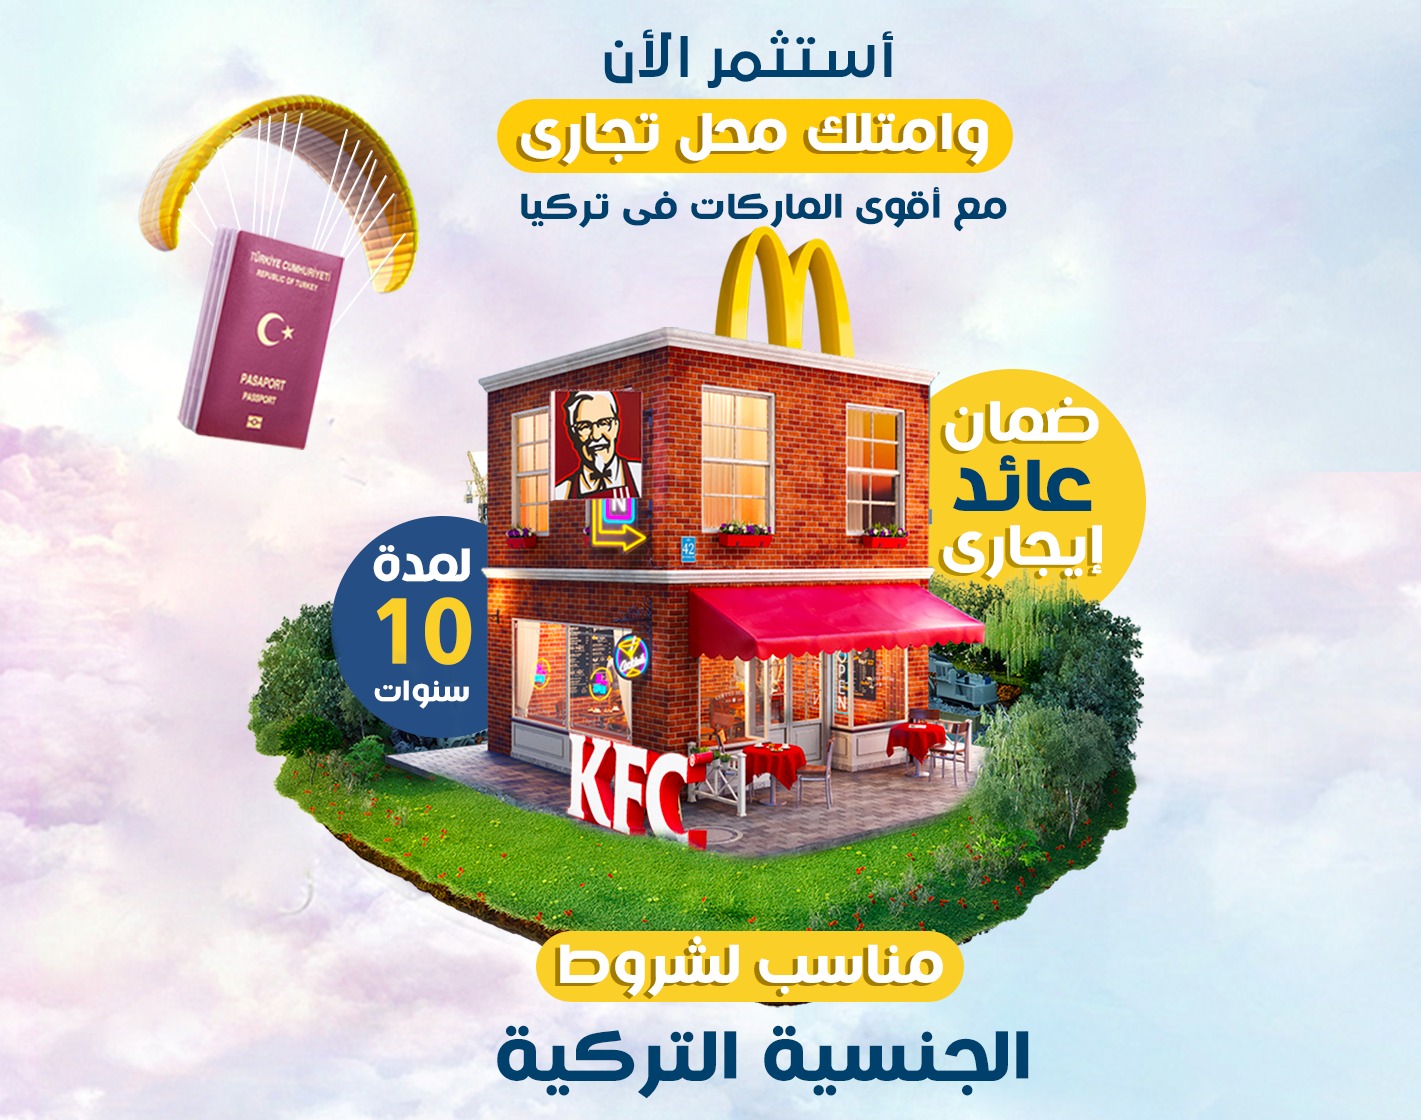 أستثمر الأن
وامتلك محل تجارى
مع أقوى الماركات فى تركيا
TÜRKİYE CUMHURİYETİ
REPUBLIC OF TURKEY
PASAPORT
PASSPORT
ضمان
عائد
إيجارى
لمدة
10
سنوات
N
42
OPEN
KFC
مناسب لشروط
الجنسية التركية